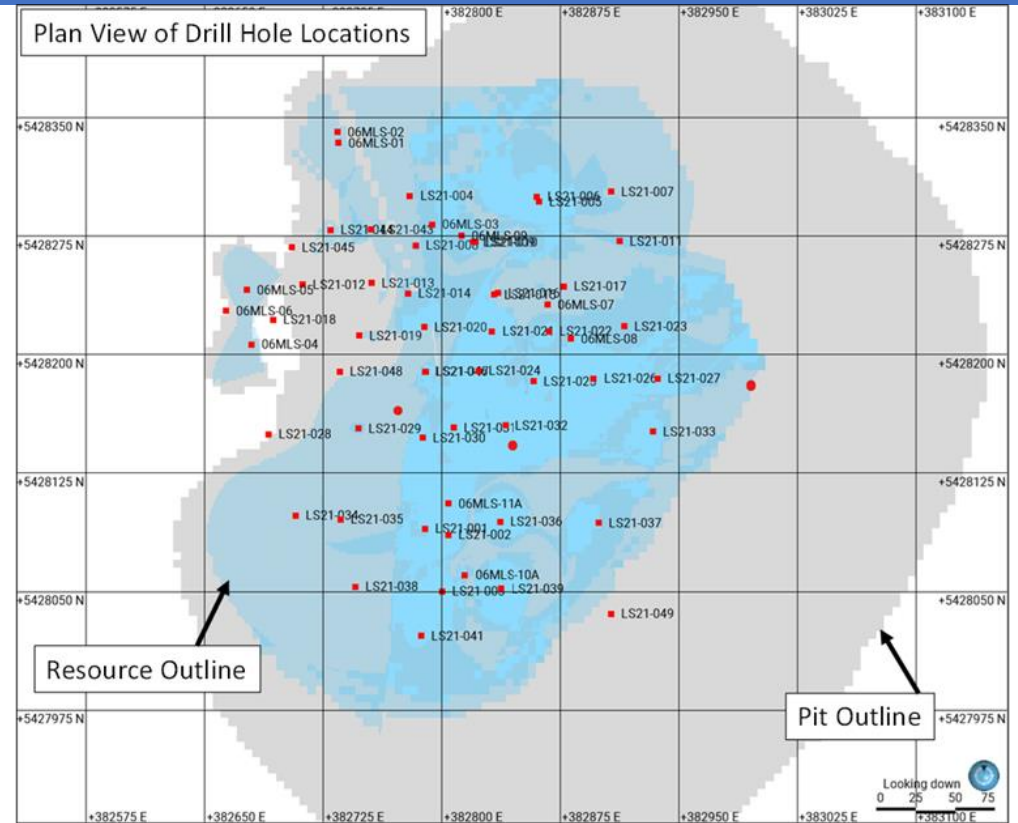 Plan View of Drill Hole Locations
+382800 E
+382875 E
+382950 E
+383025 E
+383100 E
+5428350 N
+5428350 N
06MLS-02
06MLS-01
LS21-004
LS21-006
LS21-005
LS21-007
06MLS-03
LS21-043
06MLS-09
LS21-011
+5428275 N
+5428275 N
LS21-045
LS21-012
LS21-013
LS21-014
LS21-017
06MLS-05
06MLS-07
06MLS-06
LS21-018
LS21-019
LS21-020
LS21-022
LS21-023
06MLS-08
06MLS-04
+5428200 N
+5428200 N
LS21-048
LS21-024
LS21-025
LS21-026
LS21-027
LS21-028
LS21-029
LS21-030
LS21-031
LS21-032
LS21-033
+5428125 N
+5428125 N
06MLS-11A
LS21-034
LS21-035
LS21-001
LS21-002
LS21-036
LS21-037
06MLS-10A
LS21-038
LS21-039
LS21-049
+5428050 N
+5428050 N
LS21-041
Resource Outline
Pit Outline
+5427975 N
+5427975 N
Looking down
0 25 50 75
+382575 E
+382650 E
+382725 E
+382800 E
+382875 E
+382950 E
+383025 E
+383100 E